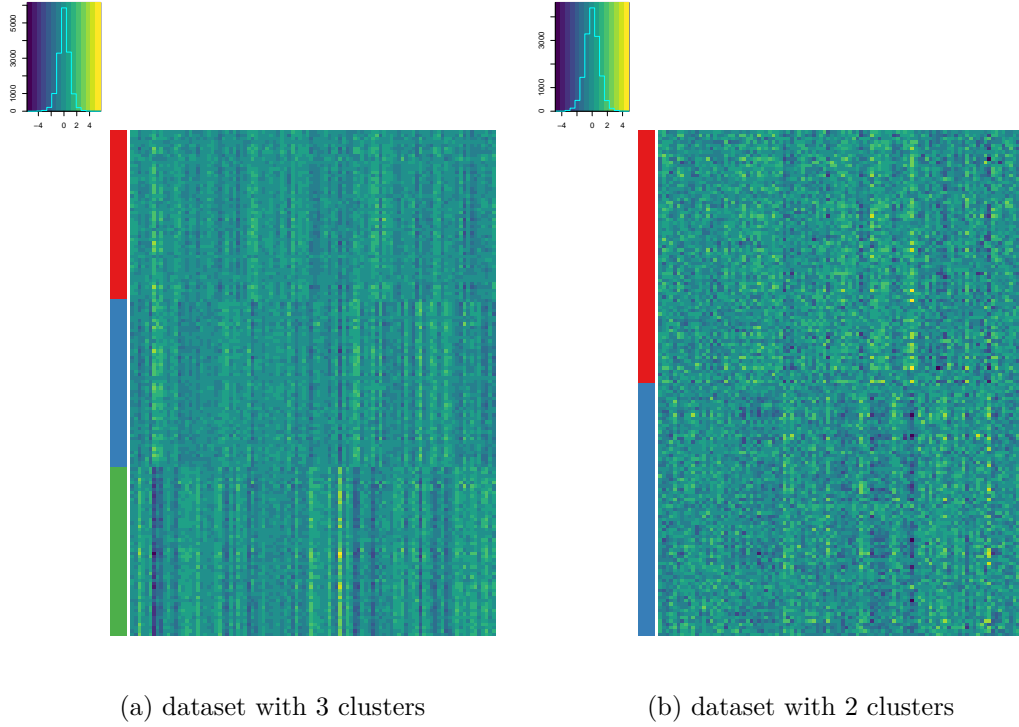 0 1000 3000 5000
−4 0 2 4
0 1000 3000
−4 0 2 4
(a) dataset with 3 clusters
(b) dataset with 2 clusters